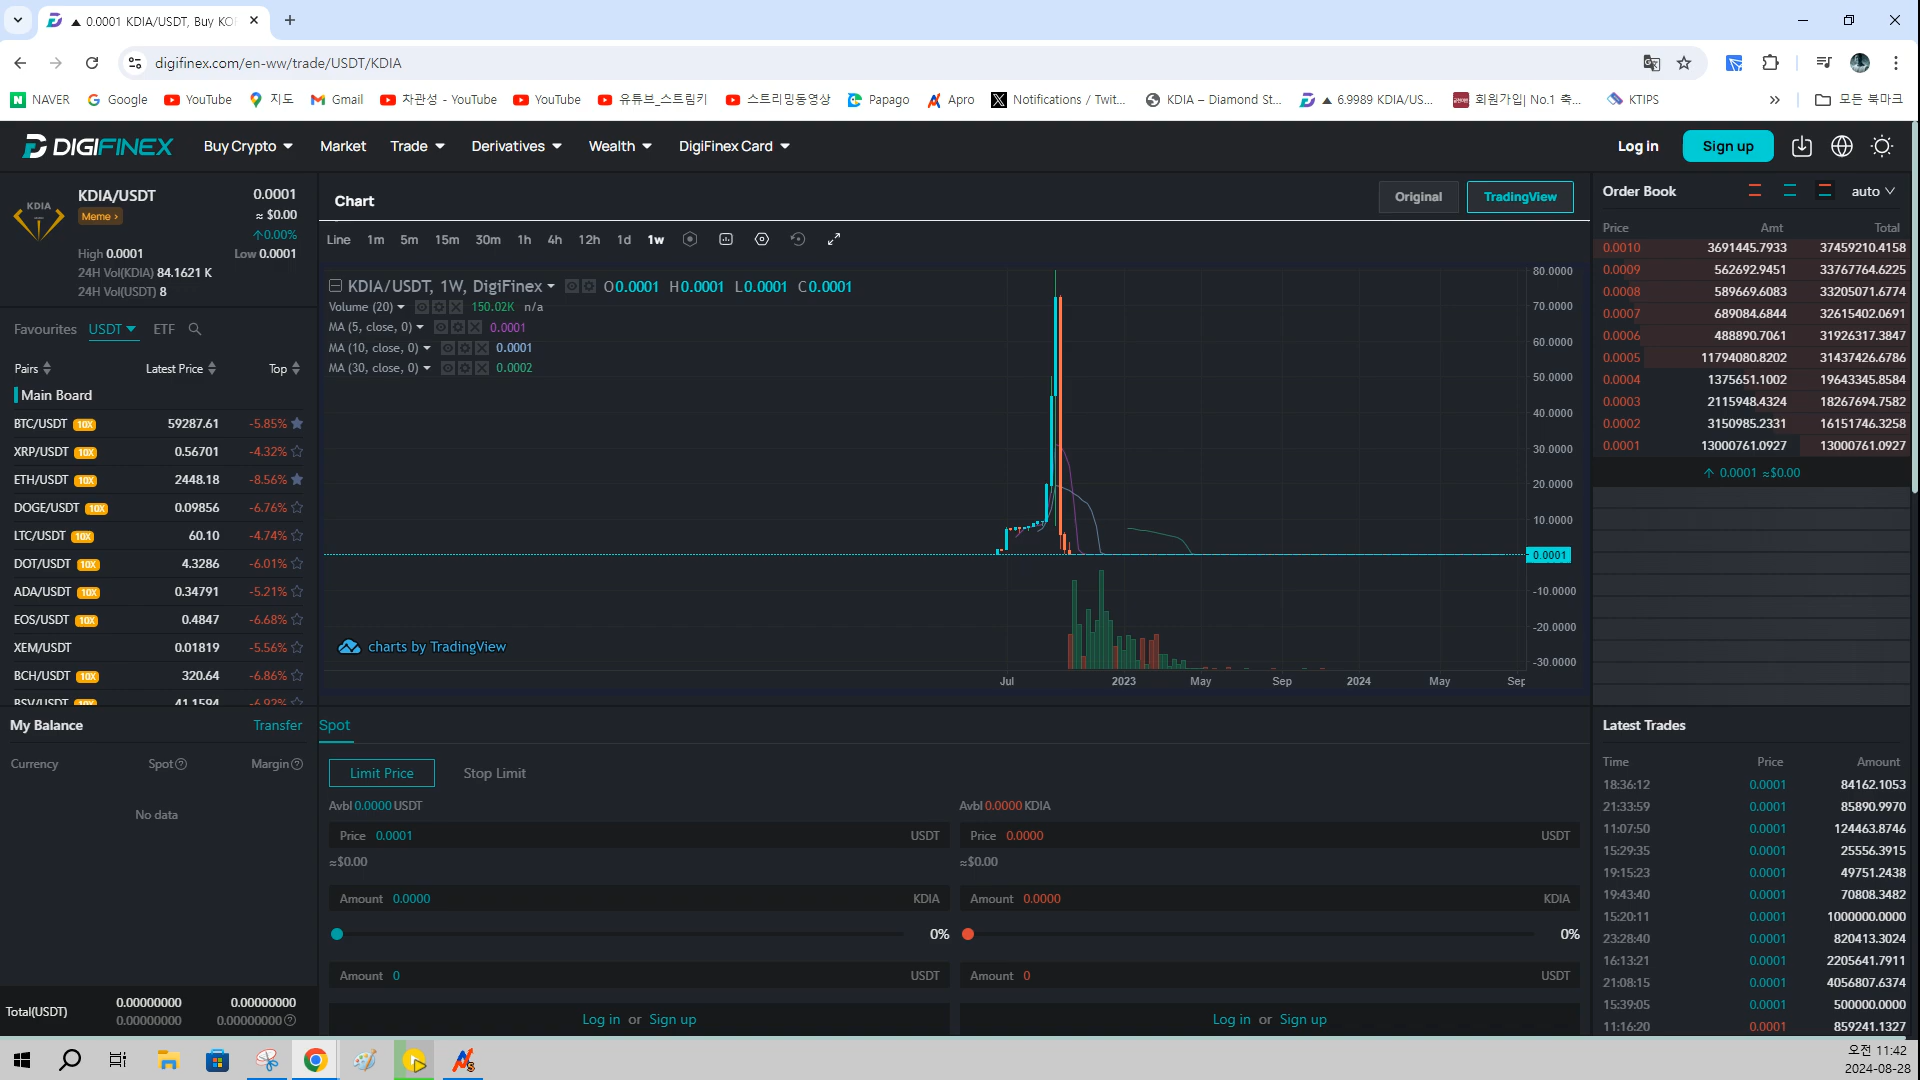 ▲ 0.0001 KDIA/USDT, Buy KO
digifinex.com/en-ww/trade/USDT/KDIA
NAVER Google YouTube 지도 Gmail 차관성 - YouTube YouTube 유튜브_스트림키 스트리밍동영상 Papago Apro Notifications / Twit... KDIA – Diamond St... ▲ 6.9989 KDIA/US... 회원가입| No.1 축... KTIPS » 모든 북마크
DIGIFINEX Buy Crypto Market Trade Derivatives Wealth DigiFinex Card Log in Sign up
KDIA
KDIA/USDT 0.0001
Meme > ≈ $0.00
↑0.00%
High 0.0001 Low 0.0001
24H Vol(KDIA) 84.1621 K
24H Vol(USDT) 8
Favourites USDT ETF
Pairs Latest Price Top
Main Board
BTC/USDT 10X 59287.61 -5.85%
XRP/USDT 10X 0.56701 -4.32%
ETH/USDT 10X 2448.18 -8.56%
DOGE/USDT 10X 0.09856 -6.76%
LTC/USDT 10X 60.10 -4.74%
DOT/USDT 10X 4.3286 -6.01%
ADA/USDT 10X 0.34791 -5.21%
EOS/USDT 10X 0.4847 -6.68%
XEM/USDT 0.01819 -5.56%
BCH/USDT 10X 320.64 -6.86%
BSV/USDT 10X 41.1594 -6.92%
My Balance Transfer
Currency Spot Margin
No data
Total(USDT) 0.00000000 0.00000000
0.00000000 0.00000000
Chart Original TradingView
Line 1m 5m 15m 30m 1h 4h 12h 1d 1w
KDIA/USDT, 1W, DigiFinex O0.0001 H0.0001 L0.0001 C0.0001
Volume (20) 150.02K n/a
MA (5, close, 0) 0.0001
MA (10, close, 0) 0.0001
MA (30, close, 0) 0.0002
80.0000
70.0000
60.0000
50.0000
40.0000
30.0000
20.0000
10.0000
0.0001
-10.0000
-20.0000
-30.0000
charts by TradingView
Jul 2023 May Sep 2024 May Sep
Spot
Limit Price Stop Limit
Avbl 0.0000 USDT Avbl 0.0000 KDIA
Price 0.0001 USDT Price 0.0000 USDT
≈$0.00 ≈$0.00
Amount 0.0000 KDIA Amount 0.0000 KDIA
0% 0%
Amount 0 USDT Amount 0 USDT
Log in or Sign up Log in or Sign up
Order Book auto
Price Amt Total
0.0010 3691445.7933 37459210.4158
0.0009 562692.9451 33767764.6225
0.0008 589669.6083 33205071.6774
0.0007 689084.6844 32615402.0691
0.0006 488890.7061 31926317.3847
0.0005 11794080.8202 31437426.6786
0.0004 1375651.1002 19643345.8584
0.0003 2115948.4324 18267694.7582
0.0002 3150985.2331 16151746.3258
0.0001 13000761.0927 13000761.0927
↑ 0.0001 ≈$0.00
Latest Trades
Time Price Amount
18:36:12 0.0001 84162.1053
21:33:59 0.0001 85890.9970
11:07:50 0.0001 124463.8746
15:29:35 0.0001 25556.3915
19:15:23 0.0001 49751.2438
19:43:40 0.0001 70808.3482
15:20:11 0.0001 1000000.0000
23:28:40 0.0001 820413.3024
16:13:21 0.0001 2205641.7911
21:08:15 0.0001 4056807.6374
15:39:05 0.0001 500000.0000
11:16:20 0.0001 859241.1327
오전 11:42
2024-08-28